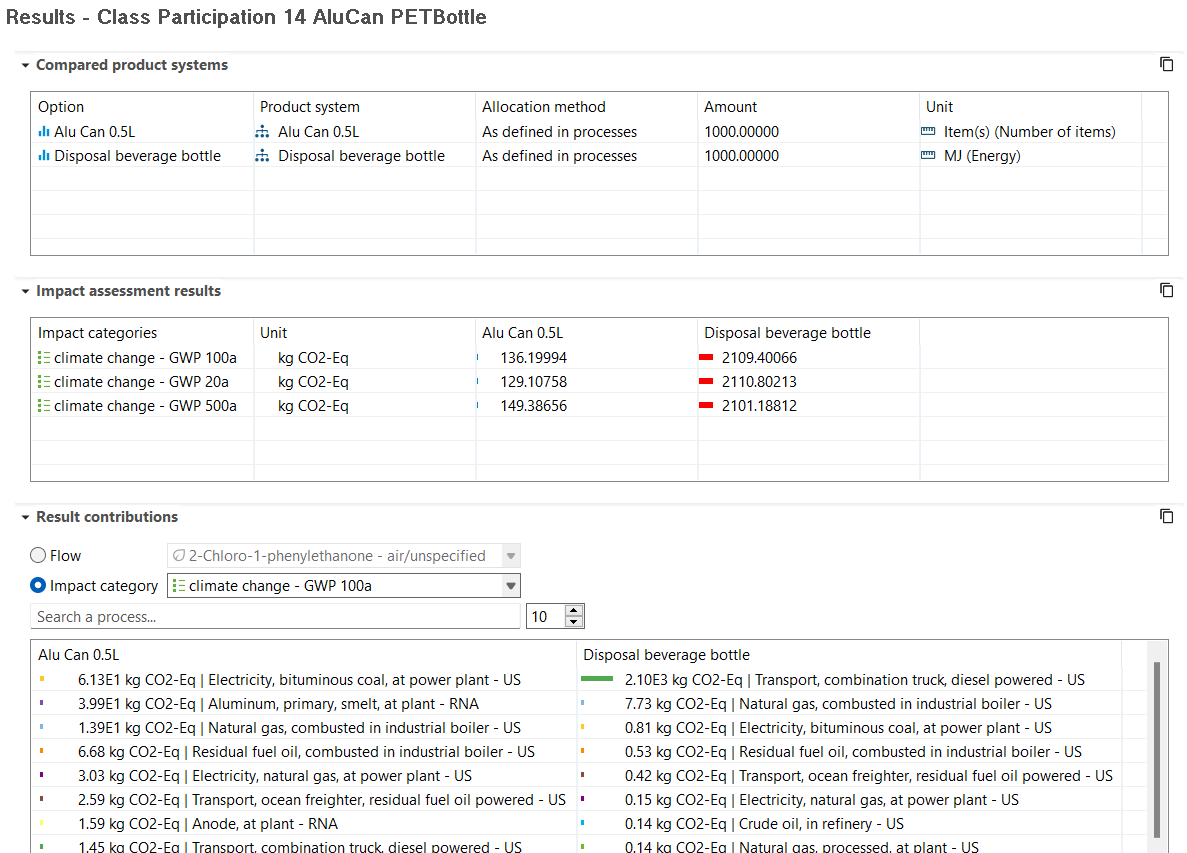 Results - Class Participation 14 AluCan PETBottle
Compared product systems
Option Product system Allocation method Amount Unit
Alu Can 0.5L Alu Can 0.5L As defined in processes 1000.00000 Item(s) (Number of items)
Disposal beverage bottle Disposal beverage bottle As defined in processes 1000.00000 MJ (Energy)
Impact assessment results
Impact categories Unit Alu Can 0.5L Disposal beverage bottle
climate change - GWP 100a kg CO2-Eq 136.19994 2109.40066
climate change - GWP 20a kg CO2-Eq 129.10758 2110.80213
climate change - GWP 500a kg CO2-Eq 149.38656 2101.18812
Result contributions
Flow 2-Chloro-1-phenylethanone - air/unspecified
Impact category climate change - GWP 100a
Search a process... 10
Alu Can 0.5L Disposal beverage bottle
6.13E1 kg CO2-Eq | Electricity, bituminous coal, at power plant - US 2.10E3 kg CO2-Eq | Transport, combination truck, diesel powered - US
3.99E1 kg CO2-Eq | Aluminum, primary, smelt, at plant - RNA 7.73 kg CO2-Eq | Natural gas, combusted in industrial boiler - US
1.39E1 kg CO2-Eq | Natural gas, combusted in industrial boiler - US 0.81 kg CO2-Eq | Electricity, bituminous coal, at power plant - US
6.68 kg CO2-Eq | Residual fuel oil, combusted in industrial boiler - US 0.53 kg CO2-Eq | Residual fuel oil, combusted in industrial boiler - US
3.03 kg CO2-Eq | Electricity, natural gas, at power plant - US 0.42 kg CO2-Eq | Transport, ocean freighter, residual fuel oil powered - US
2.59 kg CO2-Eq | Transport, ocean freighter, residual fuel oil powered - US 0.15 kg CO2-Eq | Electricity, natural gas, at power plant - US
1.59 kg CO2-Eq | Anode, at plant - RNA 0.14 kg CO2-Eq | Crude oil, in refinery - US
1.45 kg CO2-Eq | Transport, combination truck, diesel powered - US 0.14 kg CO2-Eq | Natural gas, processed, at plant - US